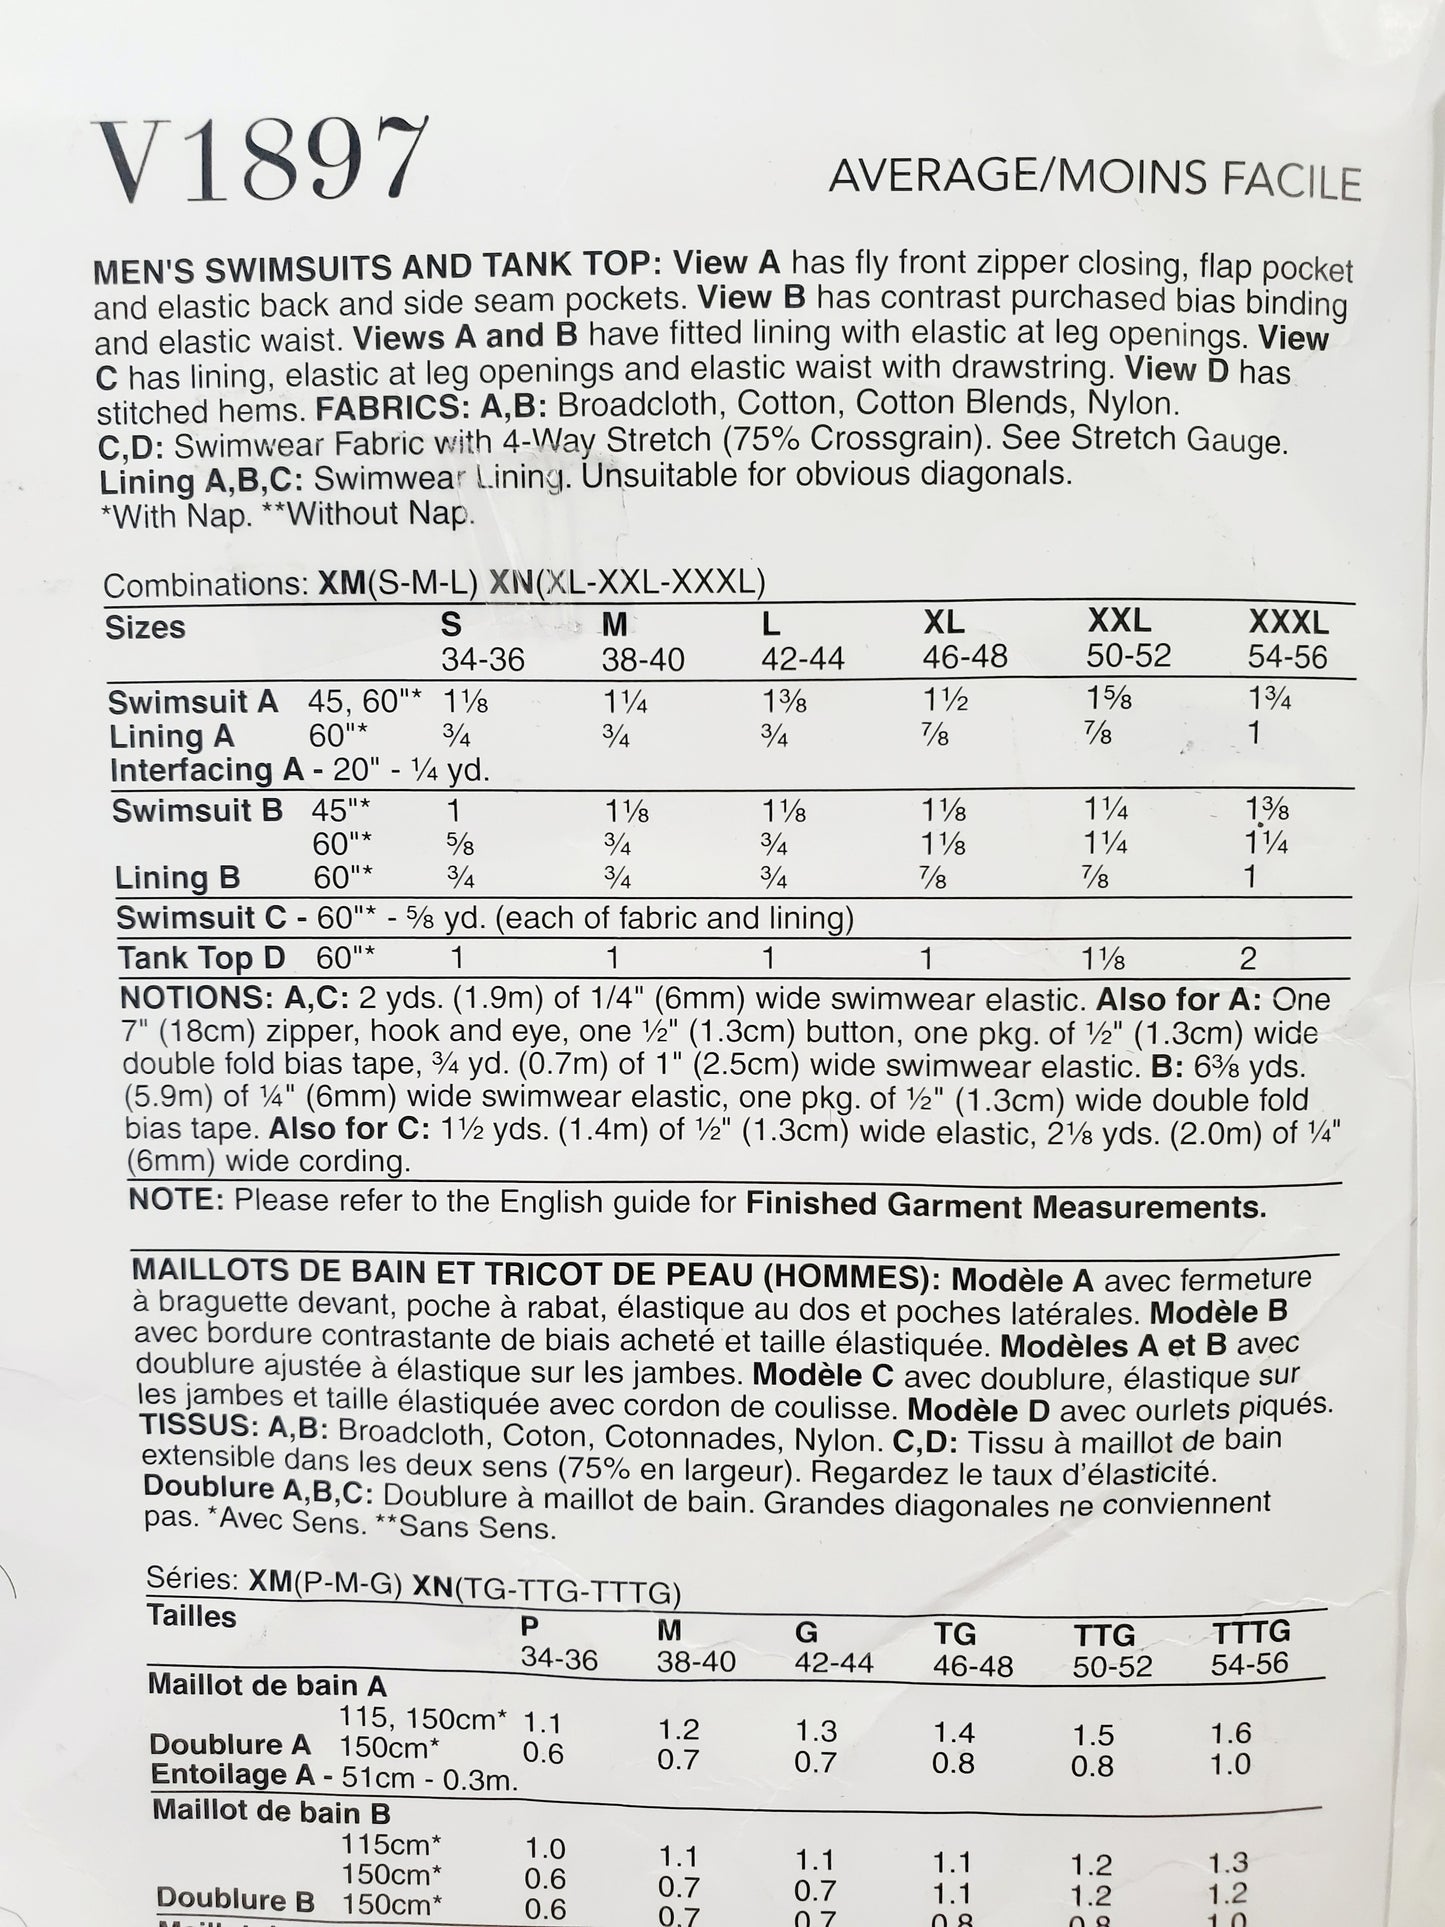 V1897
AVERAGE/MOINS FACILE
MEN'S SWIMSUITS AND TANK TOP: View A has fly front zipper closing, flap pocket
and elastic back and side seam pockets. View B has contrast purchased bias binding
and elastic waist. Views A and B have fitted lining with elastic at leg openings. View
C has lining, elastic at leg openings and elastic waist with drawstring. View D has
stitched hems. FABRICS: A,B: Broadcloth, Cotton, Cotton Blends, Nylon.
C,D: Swimwear Fabric with 4-Way Stretch (75% Crossgrain). See Stretch Gauge.
Lining A,B,C: Swimwear Lining. Unsuitable for obvious diagonals.
*With Nap. **Without Nap.
Combinations: XM(S-M-L) XN(XL-XXL-XXXL)
Sizes S M L XL XXL XXXL
34-36 38-40 42-44 46-48 50-52 54-56
Swimsuit A 45, 60"* 1⅛ 1¼ 1⅜ 1½ 1⅝ 1¾
Lining A 60"* ¾ ¾ ¾ ⅞ ⅞ 1
Interfacing A - 20" - ¼ yd.
Swimsuit B 45"* 1 1⅛ 1⅛ 1⅛ 1¼ 1⅜
60"* ⅝ ¾ ¾ 1⅛ 1¼ 1¼
Lining B 60"* ¾ ¾ ¾ ⅞ ⅞ 1
Swimsuit C - 60"* - ⅝ yd. (each of fabric and lining)
Tank Top D 60"* 1 1 1 1 1⅛ 2
NOTIONS: A,C: 2 yds. (1.9m) of 1/4" (6mm) wide swimwear elastic. Also for A: One
7" (18cm) zipper, hook and eye, one ½" (1.3cm) button, one pkg. of ½" (1.3cm) wide
double fold bias tape, ¾ yd. (0.7m) of 1" (2.5cm) wide swimwear elastic. B: 6⅜ yds.
(5.9m) of ¼" (6mm) wide swimwear elastic, one pkg. of ½" (1.3cm) wide double fold
bias tape. Also for C: 1½ yds. (1.4m) of ½" (1.3cm) wide elastic, 2⅛ yds. (2.0m) of ¼"
(6mm) wide cording.
NOTE: Please refer to the English guide for Finished Garment Measurements.
MAILLOTS DE BAIN ET TRICOT DE PEAU (HOMMES): Modèle A avec fermeture
à braguette devant, poche à rabat, élastique au dos et poches latérales. Modèle B
avec bordure contrastante de biais acheté et taille élastiquée. Modèles A et B avec
doublure ajustée à élastique sur les jambes. Modèle C avec doublure, élastique sur
les jambes et taille élastiquée avec cordon de coulisse. Modèle D avec ourlets piqués.
TISSUS: A,B: Broadcloth, Coton, Cotonnades, Nylon. C,D: Tissu à maillot de bain
extensible dans les deux sens (75% en largeur). Regardez le taux d'élasticité.
Doublure A,B,C: Doublure à maillot de bain. Grandes diagonales ne conviennent
pas. *Avec Sens. **Sans Sens.
Séries: XM(P-M-G) XN(TG-TTG-TTTG)
Tailles P M G TG TTG TTTG
34-36 38-40 42-44 46-48 50-52 54-56
Maillot de bain A
115, 150cm* 1.1 1.2 1.3 1.4 1.5 1.6
Doublure A 150cm* 0.6 0.7 0.7 0.8 0.8 1.0
Entoilage A - 51cm - 0.3m.
Maillot de bain B
115cm* 1.0 1.1 1.1 1.1 1.2 1.3
150cm* 0.6 0.7 0.7 1.1 1.2 1.2
Doublure B 150cm* 0.6 0.7 0.7 0.8 0.8 1.0